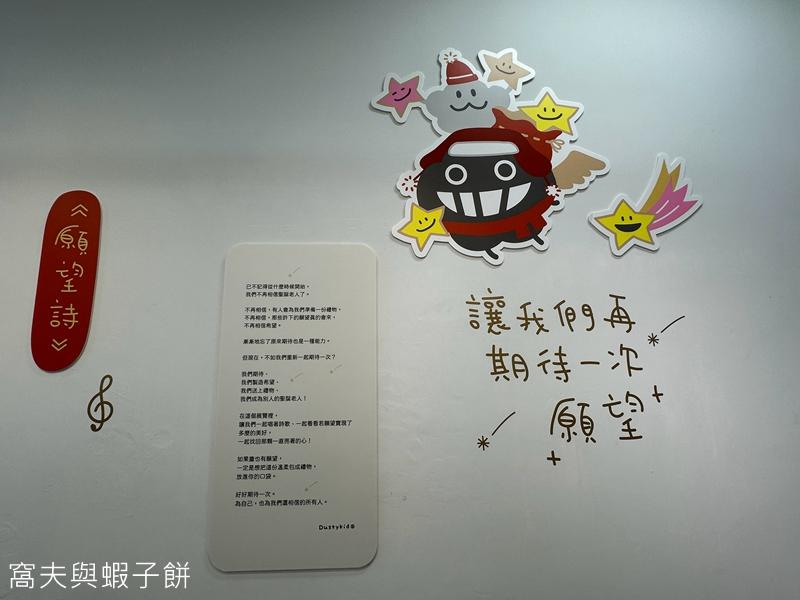 《願望詩》
已不記得從什麼時候開始，
我們不再相信聖誕老人了。
不再相信，有人會為我們準備一份禮物，
不再相信，那些許下的願望真的會來，
不再相信希望。
漸漸地忘了原來期待也是一種能力。
但現在，不如我們重新一起期待一次？
我們期待、
我們製造希望、
我們送上禮物、
我們成為別人的聖誕老人！
在這個展覽裡，
讓我們一起唱著詩歌、一起看看若願望實現了
多麼的美好，
一起找回那顆一直亮著的心！
如果塵也有願望，
一定是想把這份溫柔包成禮物，
放進你的口袋。
好好期待一次。
為自己，也為我們還相信的所有人。
Dustykid®
讓我們再
期待一次
願望
窩夫與蝦子餅